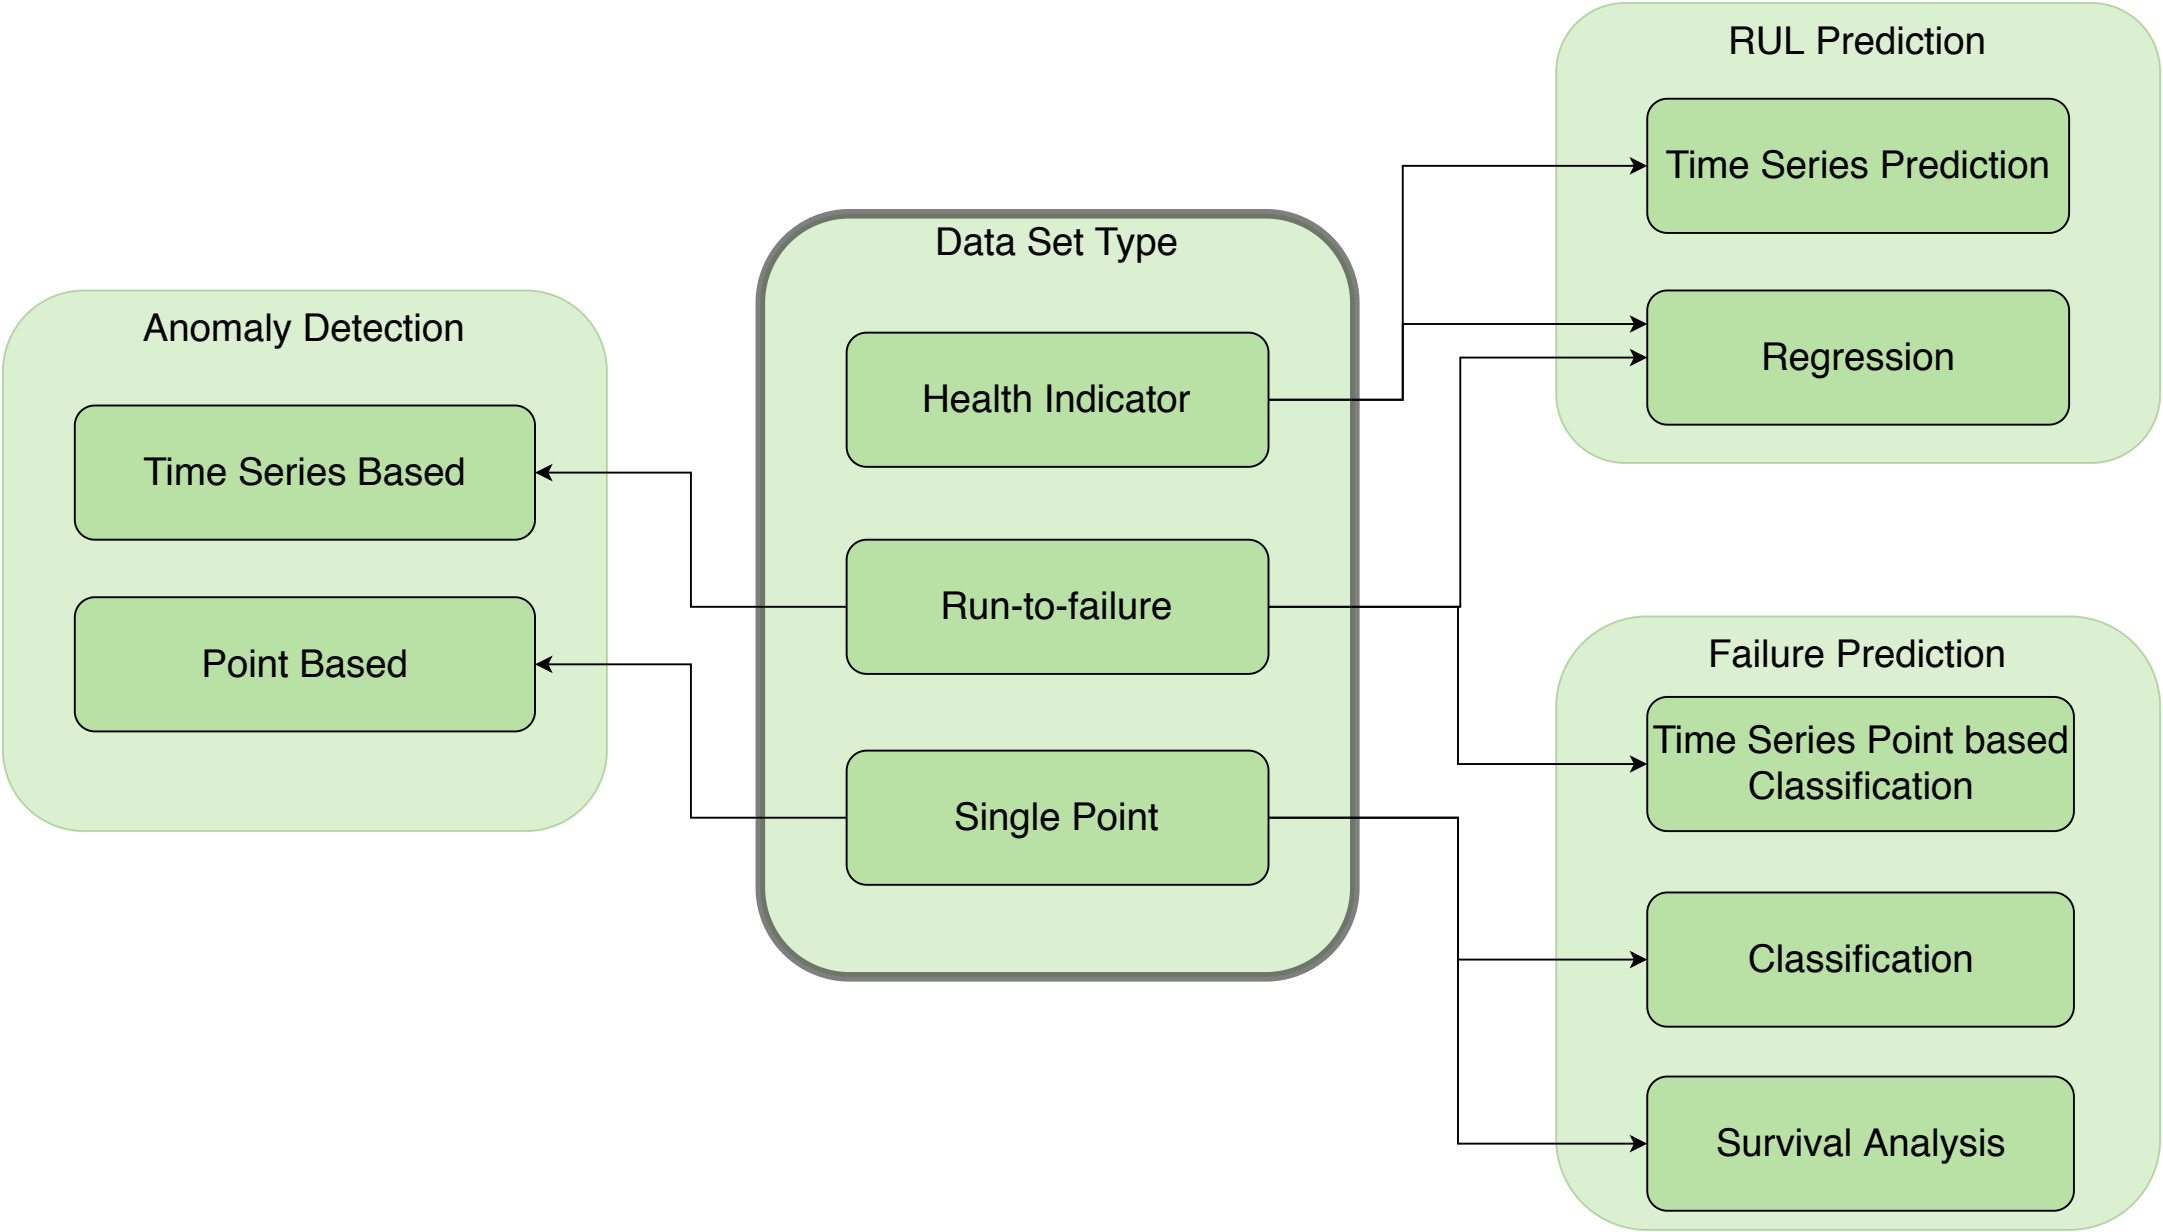 Anomaly Detection
Time Series Based
Point Based
Data Set Type
Health Indicator
Run-to-failure
Single Point
RUL Prediction
Time Series Prediction
Regression
Failure Prediction
Time Series Point based
Classification
Classification
Survival Analysis